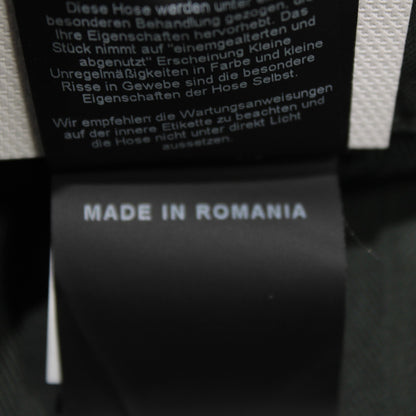 Diese Hose werden unter
besonderen Behandlung gezogen, die
Ihre Eigenschaften hervorhebt. Das
Stück nimmt auf "einemgealterten und
abgenutzt" Erscheinung Kleine
Unregelmäßigkeiten in Farbe und kleine
Risse in Gewebe sind die besondere
Eigenschaften der Hose Selbst.
Wir empfehlen die Wartungsanweisungen
auf der innere Etikette zu beachten und
die Hose nicht unter direkt Licht
aussetzen.
MADE IN ROMANIA